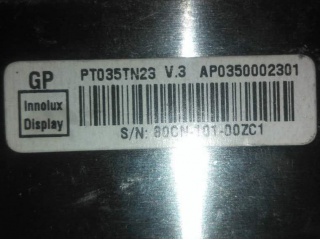 GP PT035TN23 V.3 AP0350002301
Innolux
Display
S/N: 80CN-101-00ZC1